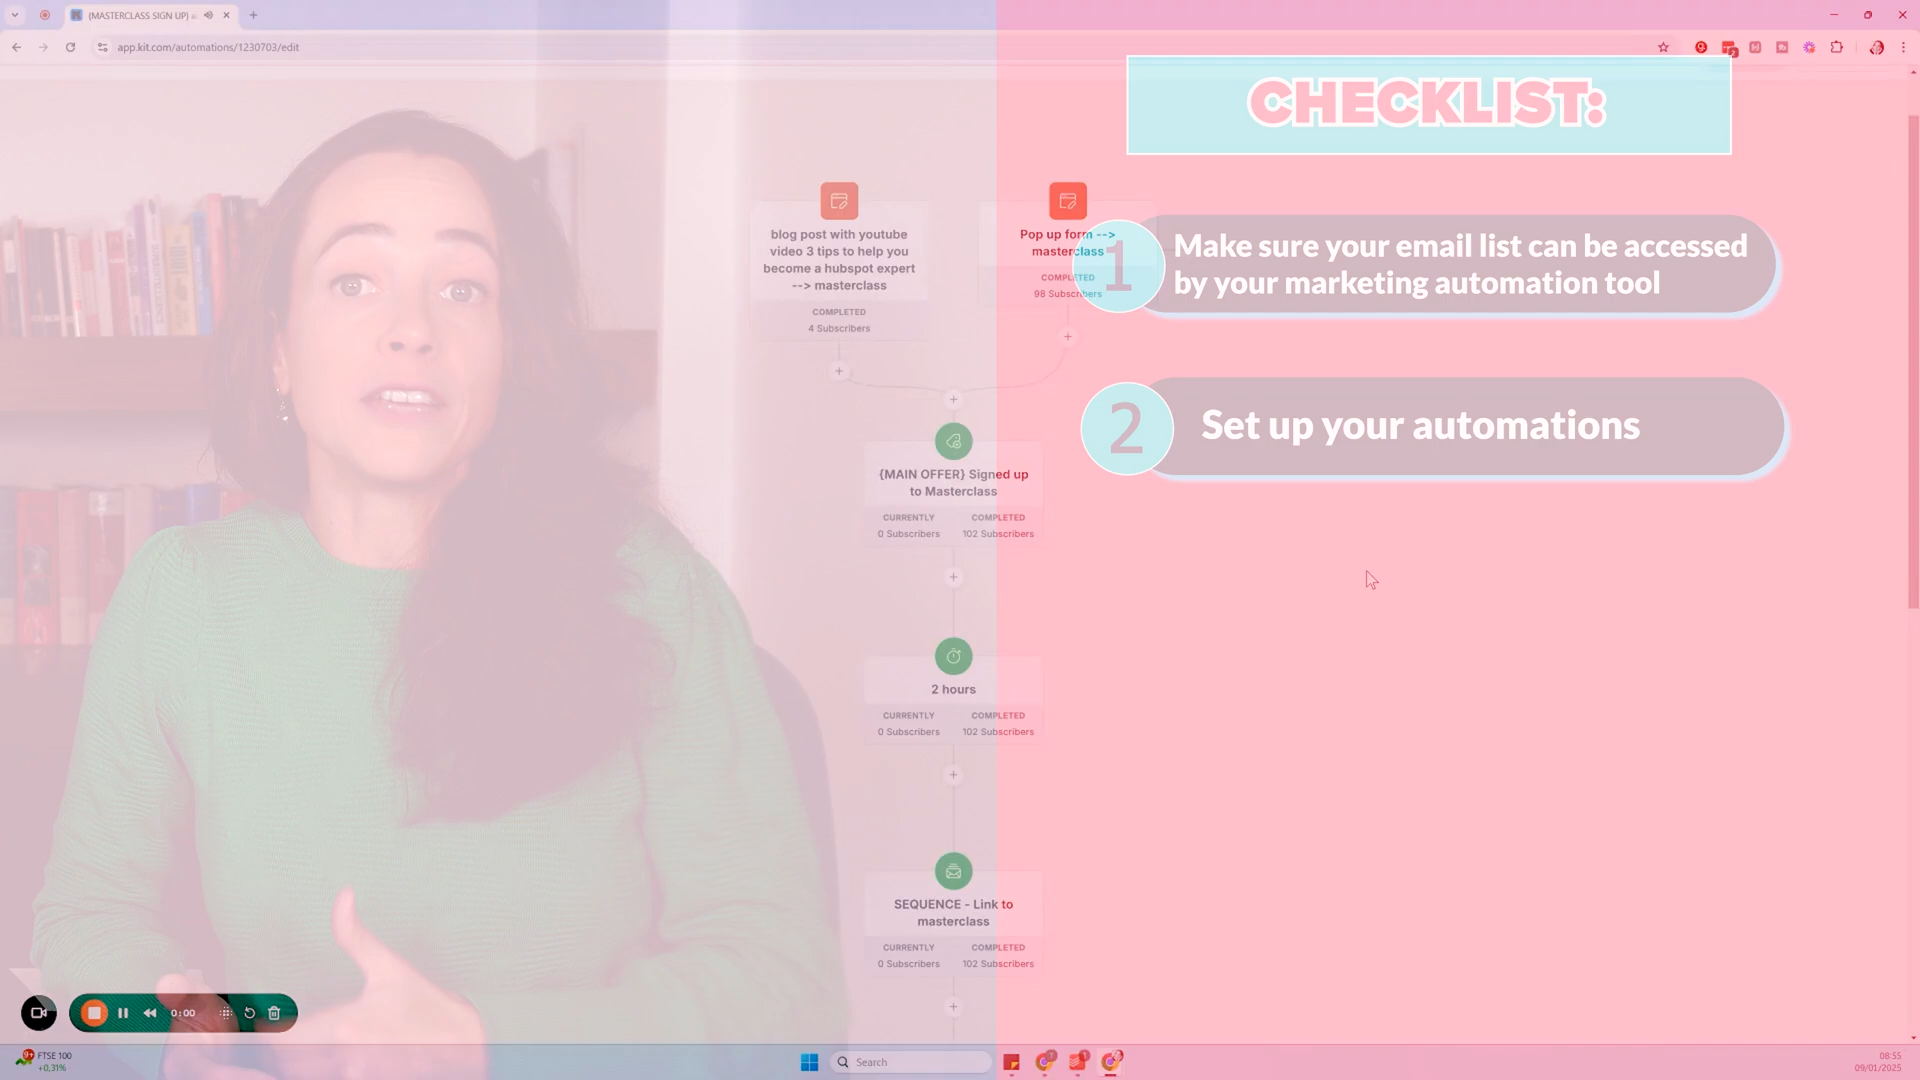 (MASTERCLASS SIGN UP)
app.kit.com/automations/1230703/edit
CHECKLIST:
1
Make sure your email list can be accessed
by your marketing automation tool
2
Set up your automations
blog post with youtube
video 3 tips to help you
become a hubspot expert
--> masterclass
COMPLETED
4 Subscribers
Pop up form -->
masterclass
COMPLETED
98 Subscribers
{MAIN OFFER} Signed up
to Masterclass
CURRENTLY COMPLETED
0 Subscribers 102 Subscribers
2 hours
CURRENTLY COMPLETED
0 Subscribers 102 Subscribers
SEQUENCE - Link to
masterclass
CURRENTLY COMPLETED
0 Subscribers 102 Subscribers
0:00
FTSE 100
+0,31%
Search
08:55
09/01/2025